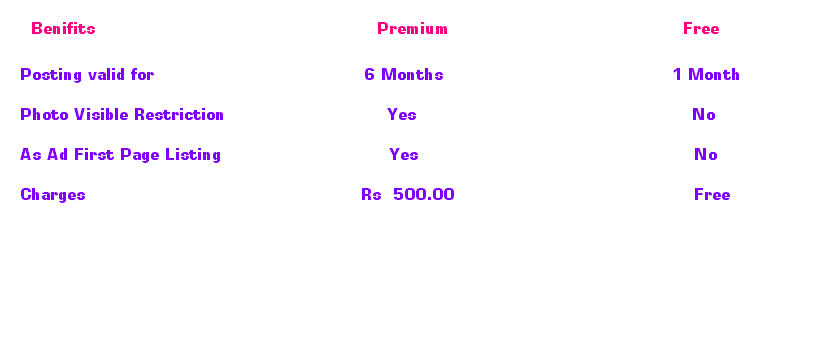 Benifits Premium Free
Posting valid for 6 Months 1 Month
Photo Visible Restriction Yes No
As Ad First Page Listing Yes No
Charges Rs 500.00 Free